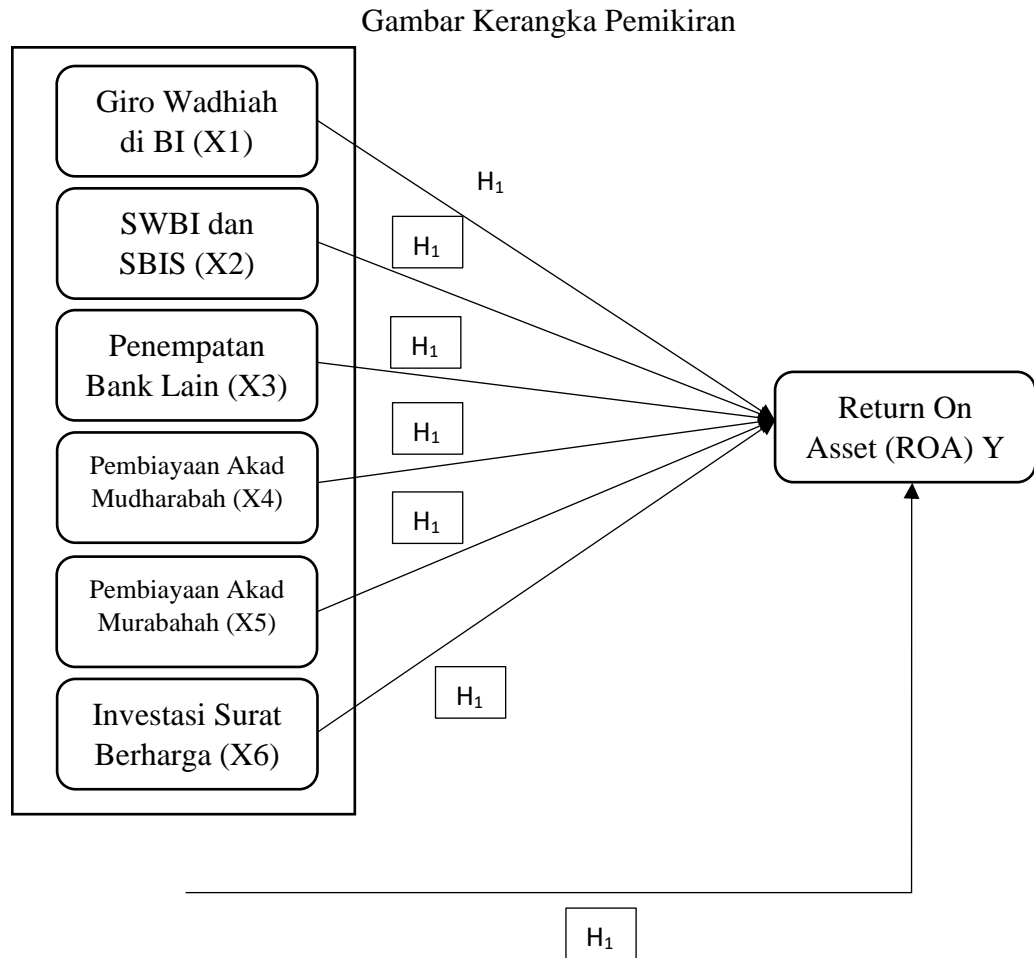 Gambar Kerangka Pemikiran
Giro Wadhiah
di BI (X1)
H₁
SWBI dan
SBIS (X2)
H₁
Penempatan
Bank Lain (X3)
H₁
Return On
Asset (ROA) Y
Pembiayaan Akad
Mudharabah (X4)
H₁
H₁
Pembiayaan Akad
Murabahah (X5)
Investasi Surat
Berharga (X6)
H₁
H₁